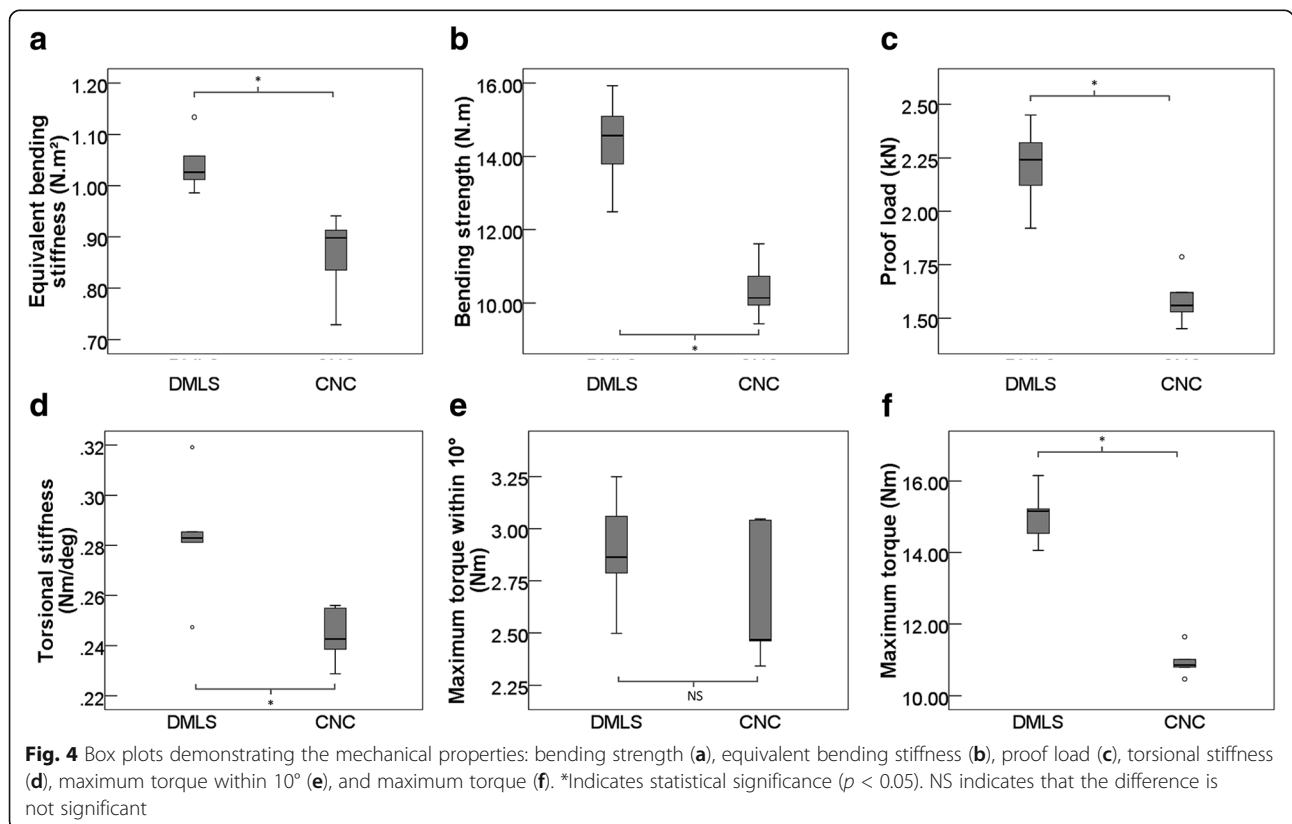 a
b
c
Equivalent bending stiffness (N.m²)
1.20
1.10
1.00
.90
.80
.70
*
DMLS
CNC
Bending strength (N.m)
16.00
14.00
12.00
10.00
*
DMLS
CNC
Proof load (kN)
2.50
2.25
2.00
1.75
1.50
*
DMLS
CNC
d
e
f
Torsional stiffness (Nm/deg)
.32
.30
.28
.26
.24
.22
*
DMLS
CNC
Maximum torque within 10° (Nm)
3.25
3.00
2.75
2.50
2.25
NS
DMLS
CNC
Maximum torque (Nm)
16.00
14.00
12.00
10.00
*
DMLS
CNC
Fig. 4 Box plots demonstrating the mechanical properties: bending strength (a), equivalent bending stiffness (b), proof load (c), torsional stiffness
(d), maximum torque within 10° (e), and maximum torque (f). *Indicates statistical significance (p < 0.05). NS indicates that the difference is
not significant